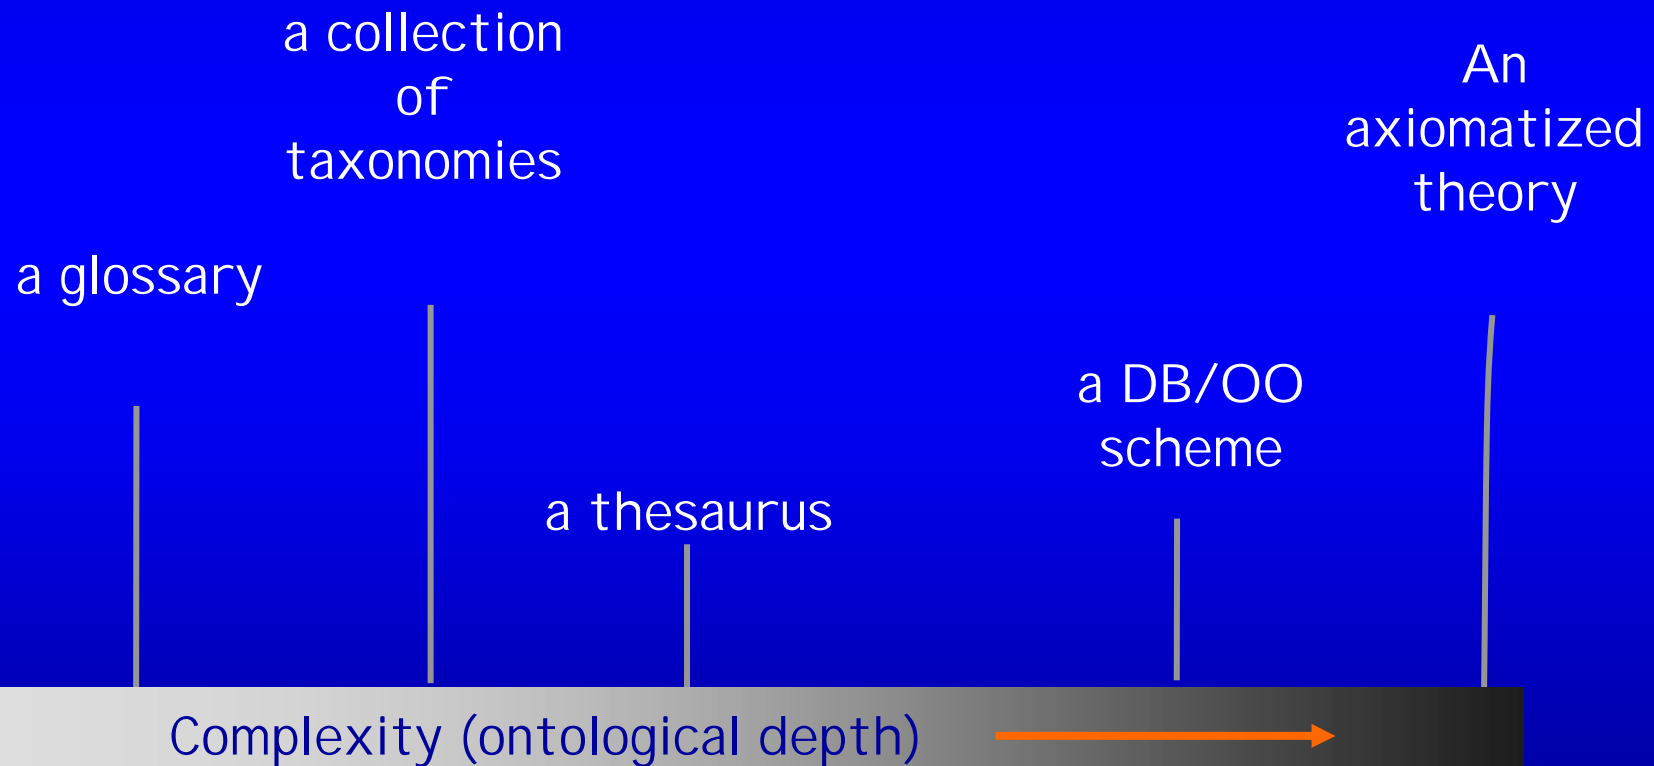 a collection
of
taxonomies
An
axiomatized
theory
a glossary
a DB/OO
scheme
a thesaurus
Complexity (ontological depth)